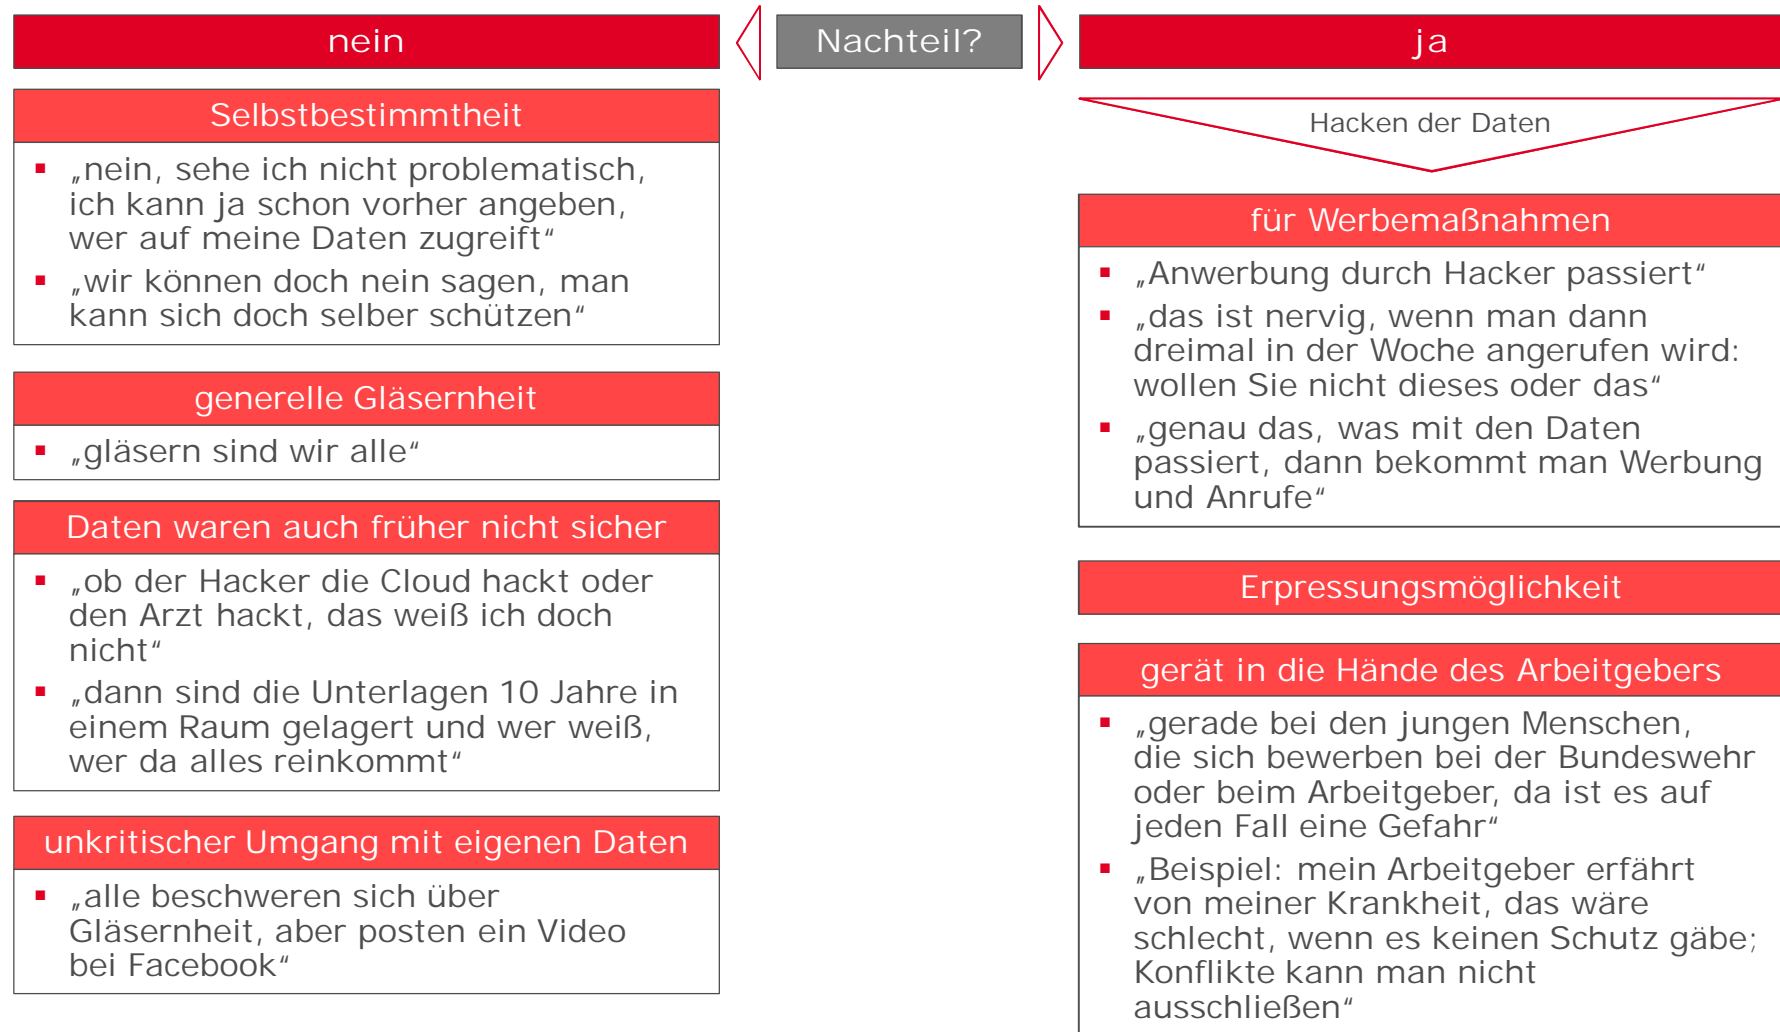 nein
Nachteil?
ja
Selbstbestimmtheit
▪ „nein, sehe ich nicht problematisch,
ich kann ja schon vorher angeben,
wer auf meine Daten zugreift“
▪ „wir können doch nein sagen, man
kann sich doch selber schützen“
generelle Gläsernheit
▪ „gläsern sind wir alle“
Daten waren auch früher nicht sicher
▪ „ob der Hacker die Cloud hackt oder
den Arzt hackt, das weiß ich doch
nicht“
▪ „dann sind die Unterlagen 10 Jahre in
einem Raum gelagert und wer weiß,
wer da alles reinkommt“
unkritischer Umgang mit eigenen Daten
▪ „alle beschweren sich über
Gläsernheit, aber posten ein Video
bei Facebook“
Hacken der Daten
für Werbemaßnahmen
▪ „Anwerbung durch Hacker passiert“
▪ „das ist nervig, wenn man dann
dreimal in der Woche angerufen wird:
wollen Sie nicht dieses oder das“
▪ „genau das, was mit den Daten
passiert, dann bekommt man Werbung
und Anrufe“
Erpressungsmöglichkeit
gerät in die Hände des Arbeitgebers
▪ „gerade bei den jungen Menschen,
die sich bewerben bei der Bundeswehr
oder beim Arbeitgeber, da ist es auf
jeden Fall eine Gefahr“
▪ „Beispiel: mein Arbeitgeber erfährt
von meiner Krankheit, das wäre
schlecht, wenn es keinen Schutz gäbe;
Konflikte kann man nicht
ausschließen“